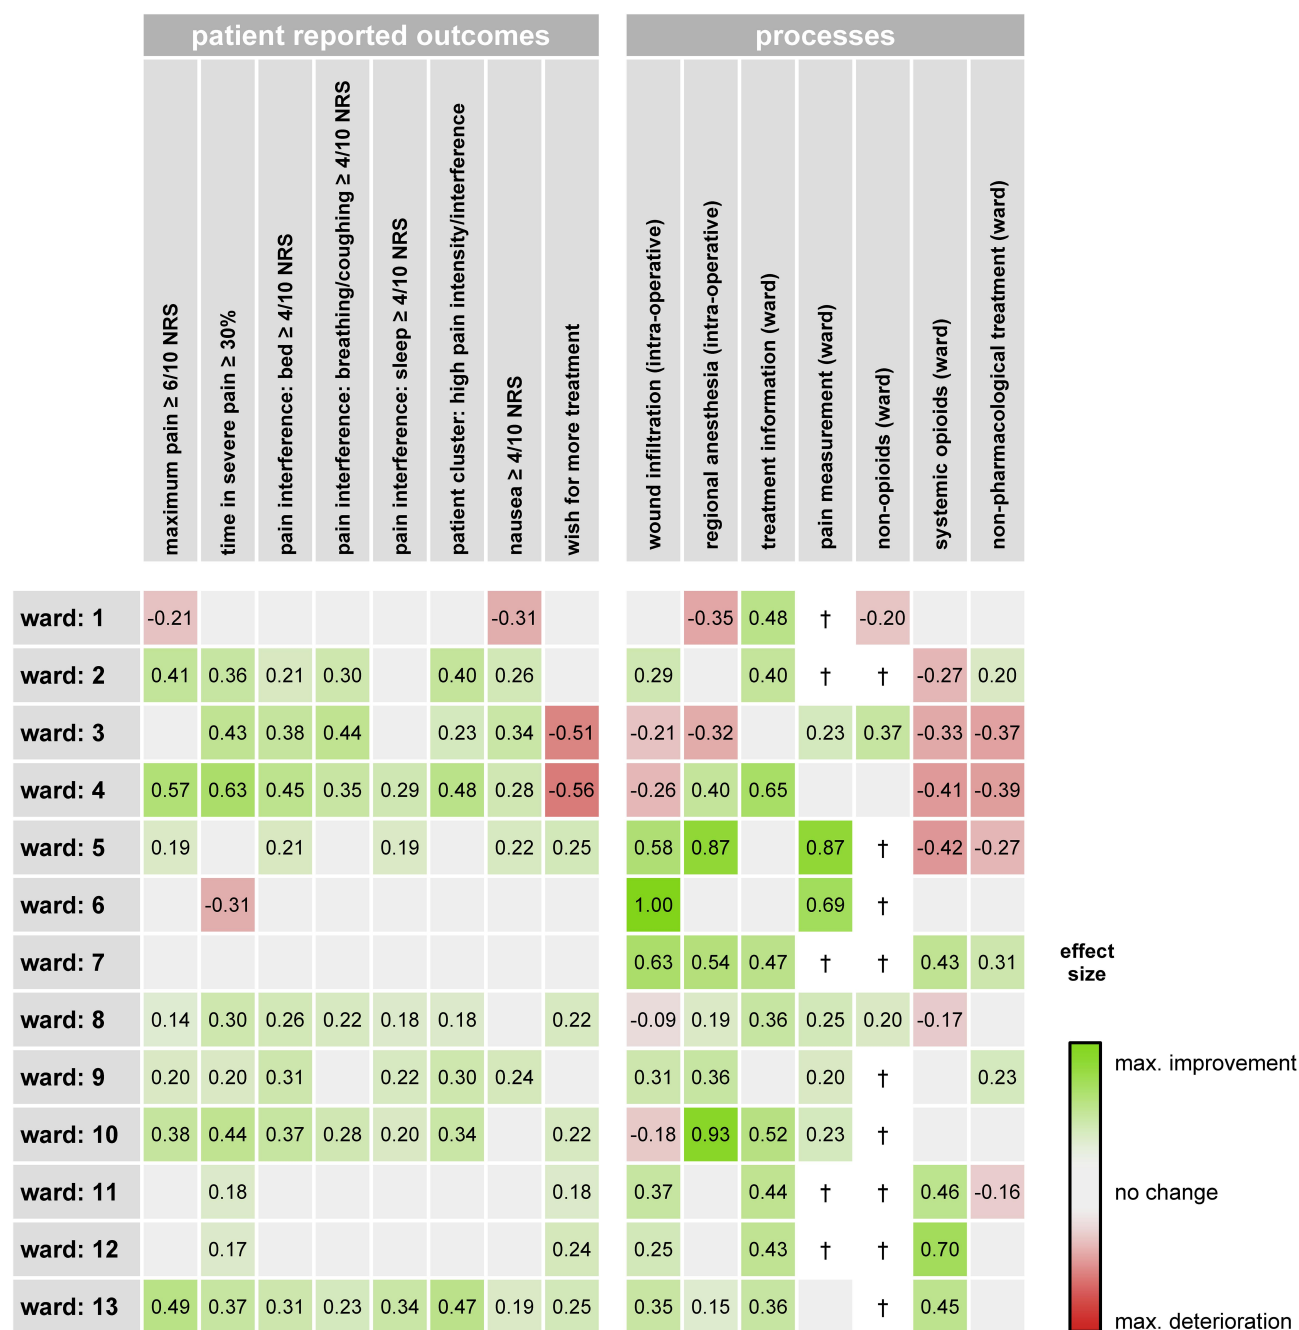 patient reported outcomes
processes
maximum pain ≥ 6/10 NRS
time in severe pain ≥ 30%
pain interference: bed ≥ 4/10 NRS
pain interference: breathing/coughing ≥ 4/10 NRS
pain interference: sleep ≥ 4/10 NRS
patient cluster: high pain intensity/interference
nausea ≥ 4/10 NRS
wish for more treatment
wound infiltration (intra-operative)
regional anesthesia (intra-operative)
treatment information (ward)
pain measurement (ward)
non-opioids (ward)
systemic opioids (ward)
non-pharmacological treatment (ward)
ward: 1 -0.21 -0.31 -0.35 0.48 † -0.20
ward: 2 0.41 0.36 0.21 0.30 0.40 0.26 0.29 0.40 † † -0.27 0.20
ward: 3 0.43 0.38 0.44 0.23 0.34 -0.51 -0.21 -0.32 0.23 0.37 -0.33 -0.37
ward: 4 0.57 0.63 0.45 0.35 0.29 0.48 0.28 -0.56 -0.26 0.40 0.65 -0.41 -0.39
ward: 5 0.19 0.21 0.19 0.22 0.25 0.58 0.87 0.87 † -0.42 -0.27
ward: 6 -0.31 1.00 0.69 †
ward: 7 0.63 0.54 0.47 † † 0.43 0.31
ward: 8 0.14 0.30 0.26 0.22 0.18 0.18 0.22 -0.09 0.19 0.36 0.25 0.20 -0.17
ward: 9 0.20 0.20 0.31 0.22 0.30 0.24 0.31 0.36 0.20 † 0.23
ward: 10 0.38 0.44 0.37 0.28 0.20 0.34 0.22 -0.18 0.93 0.52 0.23 †
ward: 11 0.18 0.18 0.37 0.44 † † 0.46 -0.16
ward: 12 0.17 0.24 0.25 0.43 † † 0.70
ward: 13 0.49 0.37 0.31 0.23 0.34 0.47 0.19 0.25 0.35 0.15 0.36 † 0.45
effect
size
max. improvement
no change
max. deterioration